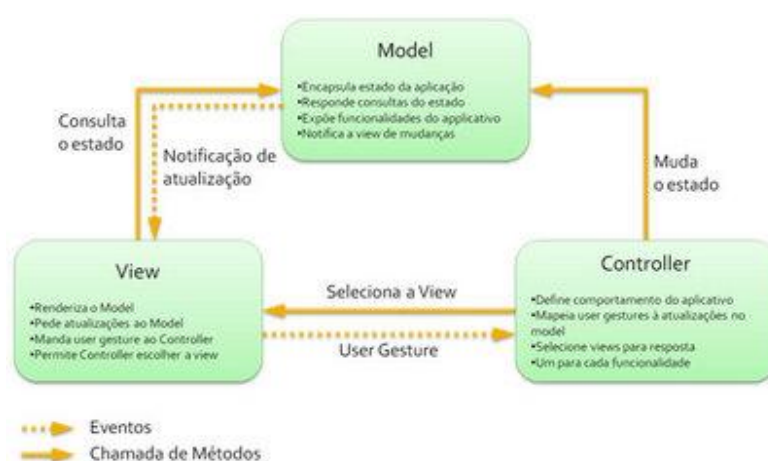 Model
•Encapsula estado da aplicação
•Responde consultas do estado
•Expõe funcionalidades do applicativo
•Notifica a view de mudanças
Consulta
o estado
Notificação de
atualização
Muda
o estado
View
•Renderiza o Model
•Pede atualizações ao Model
•Manda user gesture ao Controller
•Permite Controller escolher a view
Seleciona a View
User Gesture
Controller
•Define comportamento do aplicativo
•Mapeia user gestures à atualizações no
model
•Selecione views para resposta
•Um para cada funcionalidade
Eventos
Chamada de Métodos